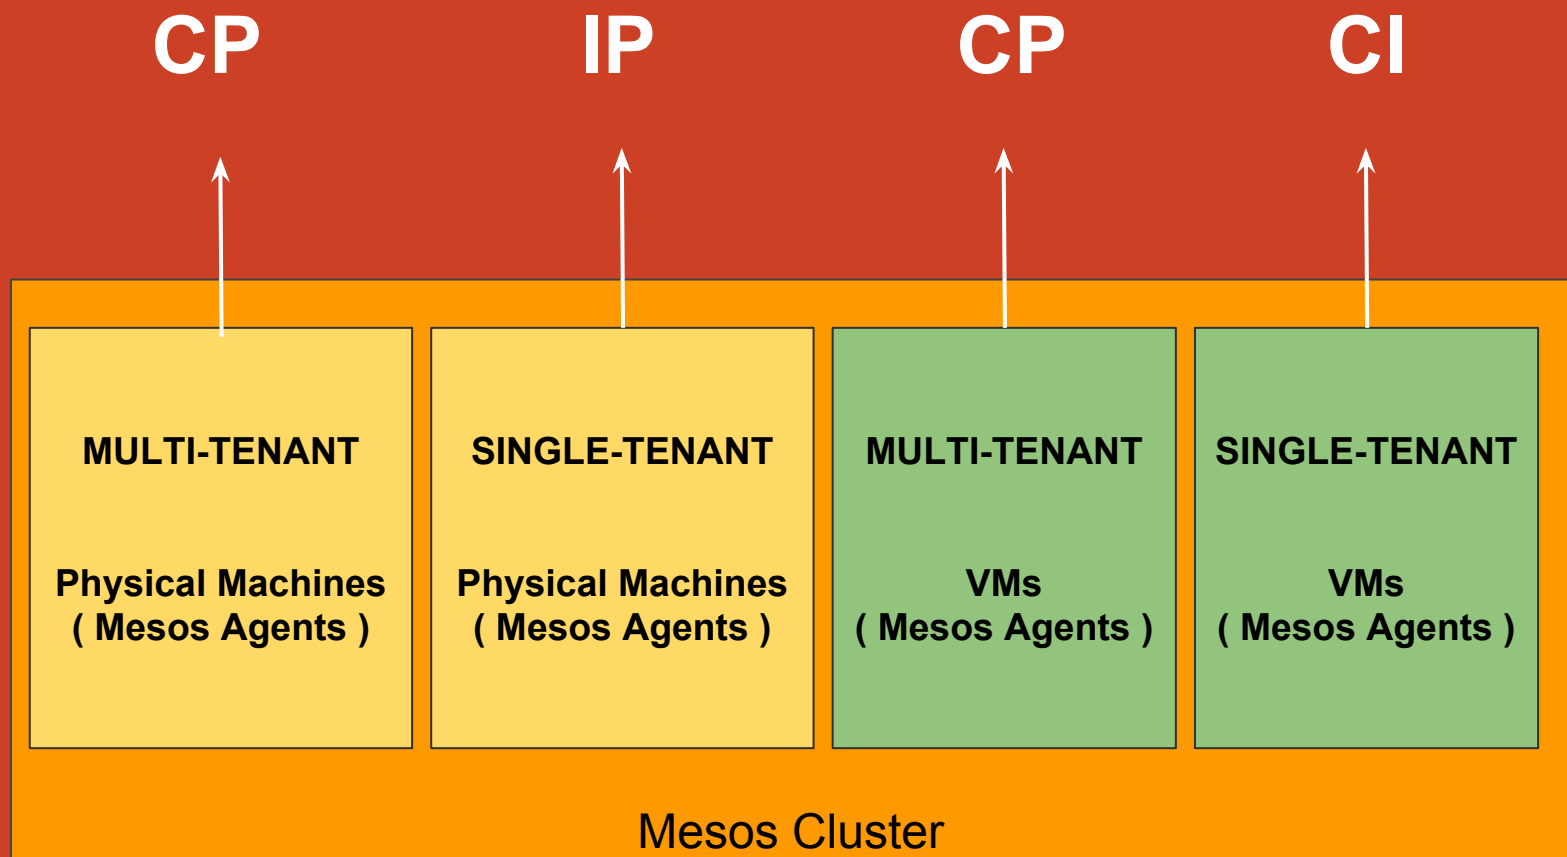 CP
IP
CP
CI
MULTI-TENANT
Physical Machines
( Mesos Agents )
SINGLE-TENANT
Physical Machines
( Mesos Agents )
MULTI-TENANT
VMs
( Mesos Agents )
SINGLE-TENANT
VMs
( Mesos Agents )
Mesos Cluster